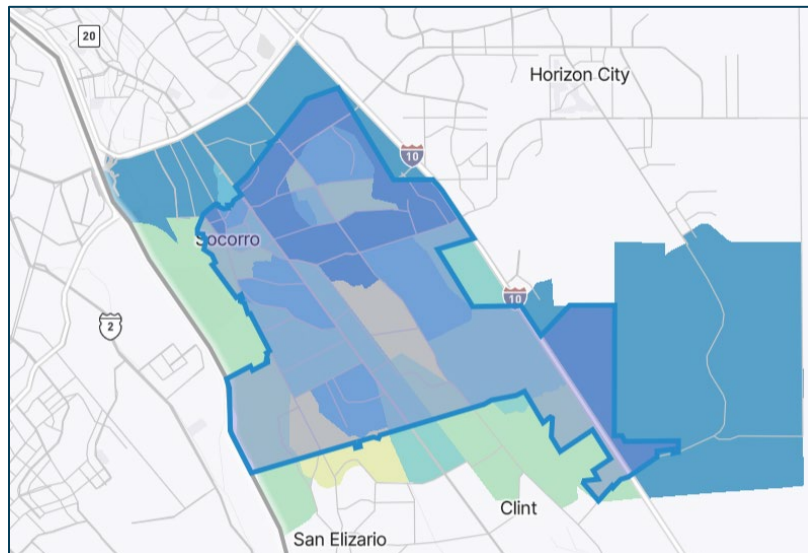 20
Horizon City
10
Socorro
10
2
Clint
San Elizario